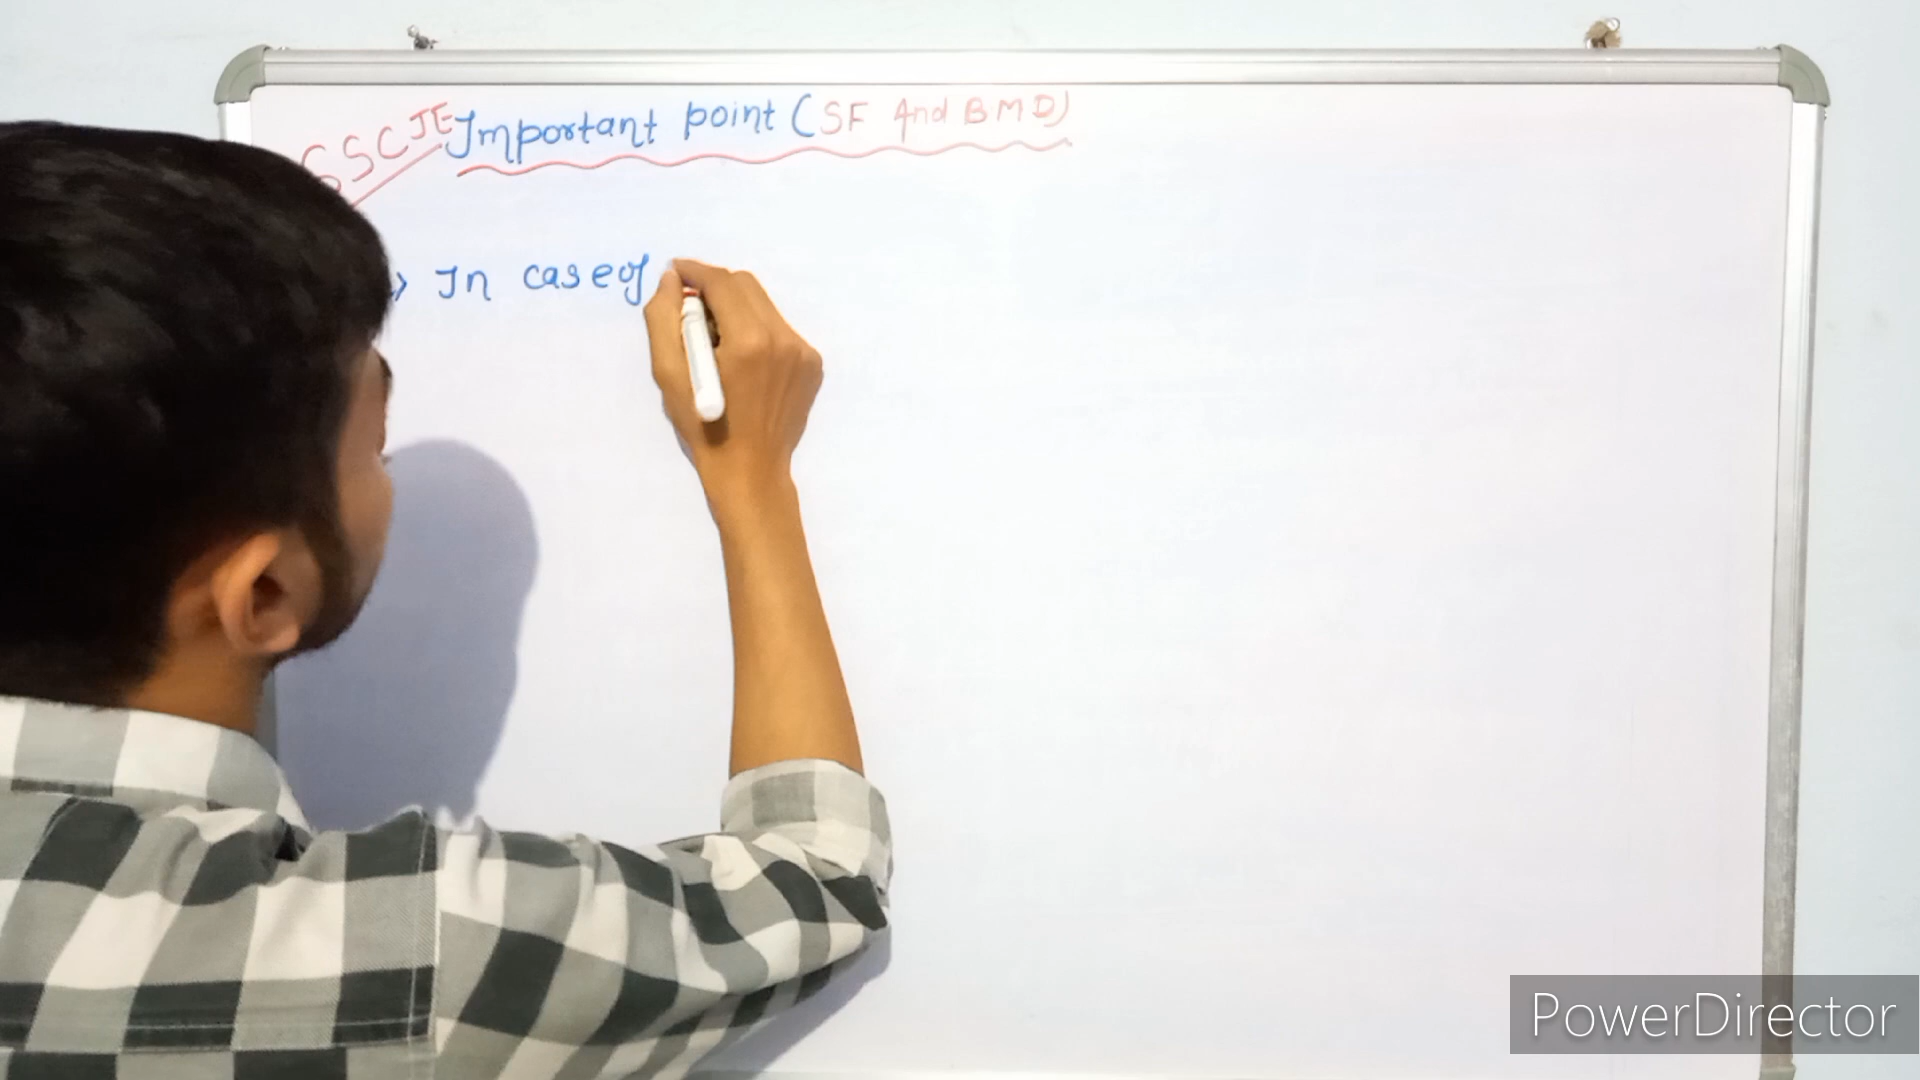 SSC JE Important point (SF And BMD)
→ In case of
PowerDirector